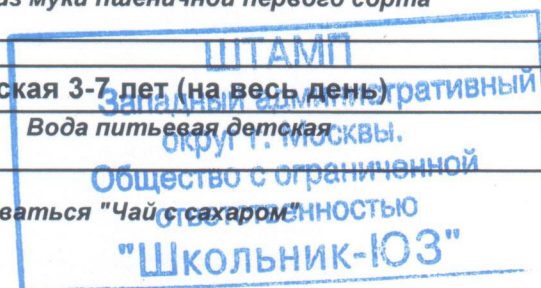 из муки пшеничной первого сорта
ШТАМП
ская 3-7 лет (на весь день)
Западный административный
Вода питьевая детская
округ г. Москвы.
Общество с ограниченной
ваться "Чай с сахаром"
ответственностью
"Школьник-ЮЗ"